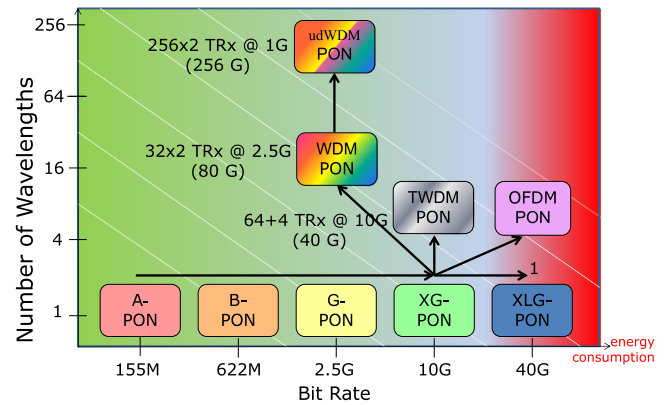 Number of Wavelengths
256
64
16
4
1
256x2 TRx @ 1G
(256 G)
udWDM
PON
32x2 TRx @ 2.5G
(80 G)
WDM
PON
64+4 TRx @ 10G
(40 G)
TWDM
PON
OFDM
PON
1
A-
PON
B-
PON
G-
PON
XG-
PON
XLG-
PON
energy
consumption
155M
622M
2.5G
10G
40G
Bit Rate